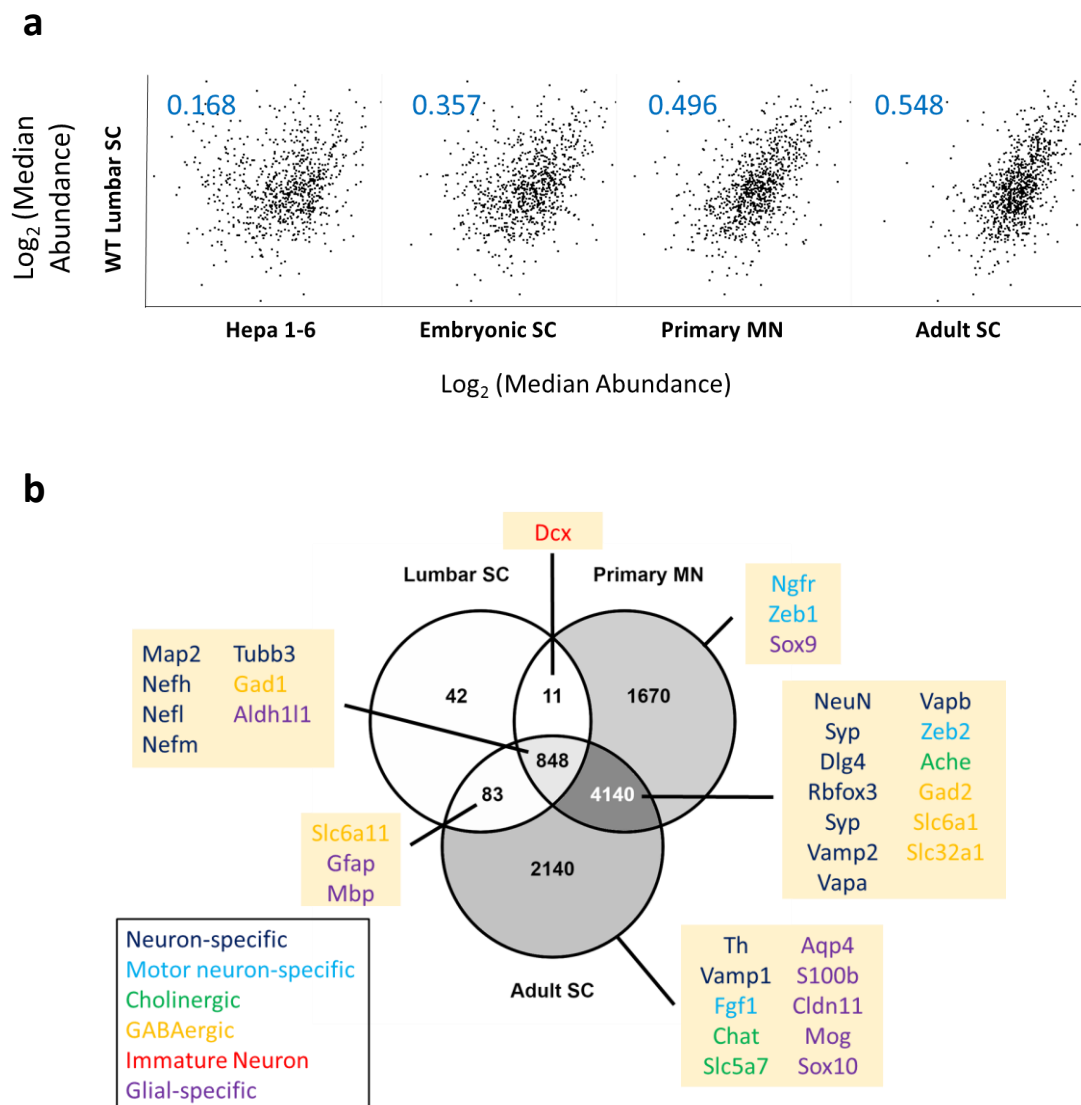 a
Log2 (Median
Abundance)
WT Lumbar SC
0.168
0.357
0.496
0.548
Hepa 1-6
Embryonic SC
Primary MN
Adult SC
Log2 (Median Abundance)
b
Dcx
Lumbar SC
Primary MN
Ngfr
Zeb1
Sox9
Map2 Tubb3
Nefh Gad1
Nefl Aldh1l1
Nefm
42
11
1670
848
83
4140
2140
NeuN Vapb
Syp Zeb2
Dlg4 Ache
Rbfox3 Gad2
Syp Slc6a1
Vamp2 Slc32a1
Vapa
Slc6a11
Gfap
Mbp
Adult SC
Th Aqp4
Vamp1 S100b
Fgf1 Cldn11
Chat Mog
Slc5a7 Sox10
Neuron-specific
Motor neuron-specific
Cholinergic
GABAergic
Immature Neuron
Glial-specific